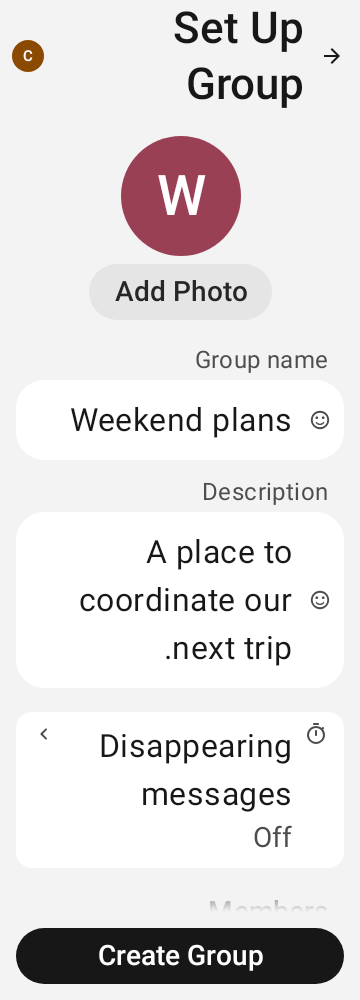 C
Set Up
Group
W
Add Photo
Group name
Weekend plans
Description
A place to
coordinate our
.next trip
Disappearing
messages
Off
Members
Create Group